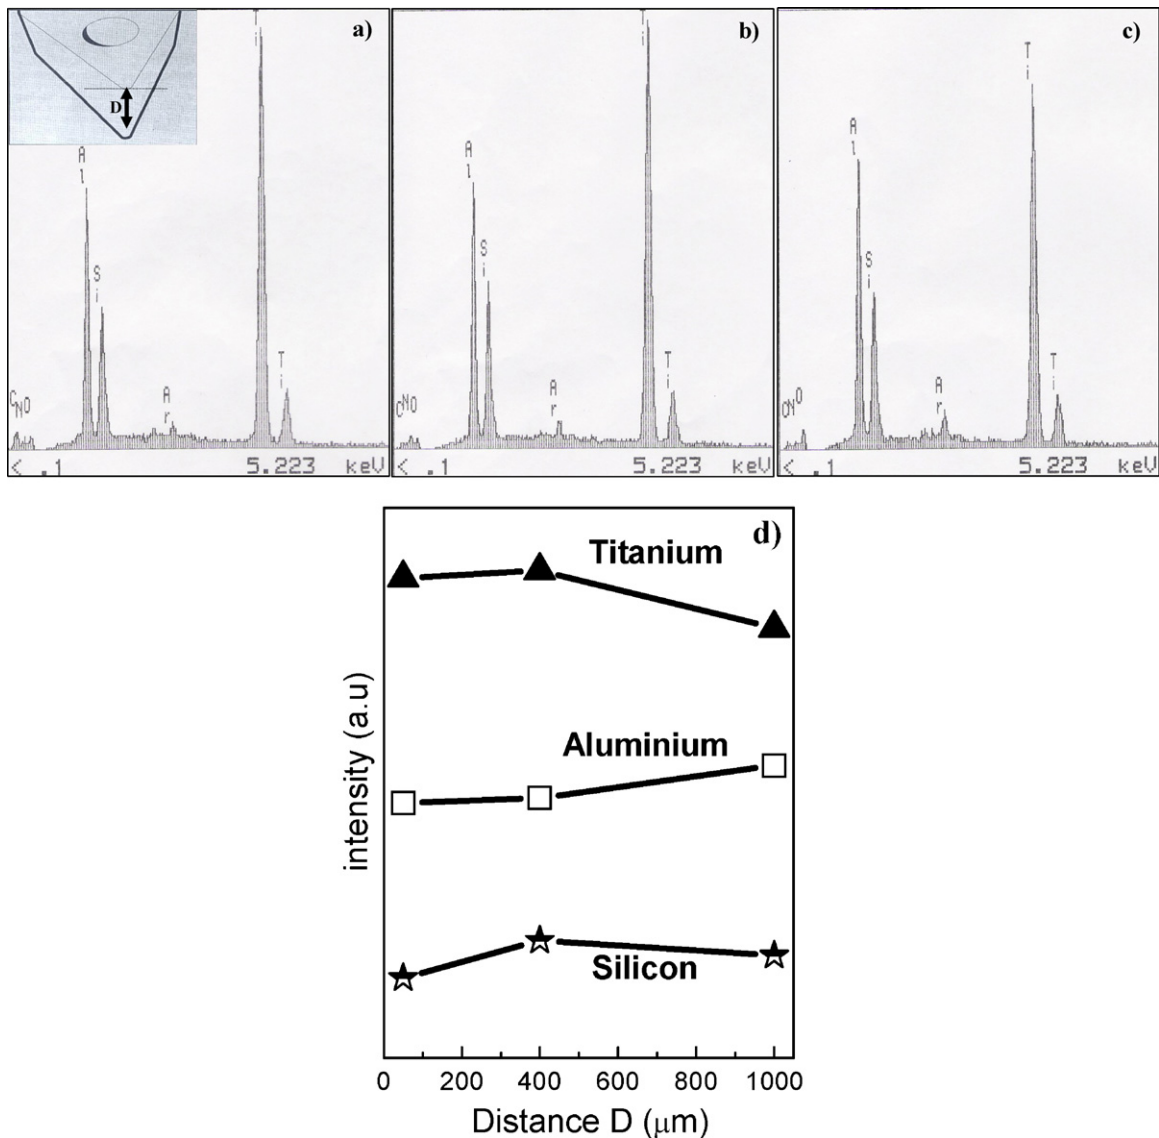 a)
D
A
l
S
i
A
r
T
i
T
i
C
N
O
< .1
5.223 keV
b)
A
l
S
i
A
r
T
i
T
i
C
N
O
< .1
5.223 keV
c)
A
l
S
i
A
r
T
i
T
i
C
N
O
< .1
5.223 keV
d)
Titanium
Aluminium
Silicon
intensity (a.u)
0 200 400 600 800 1000
Distance D (μm)